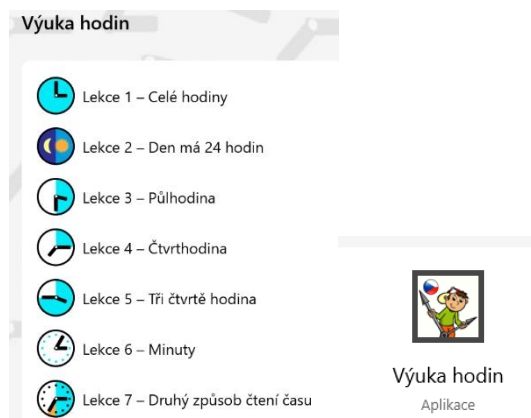 Výuka hodin
Lekce 1 – Celé hodiny
Lekce 2 – Den má 24 hodin
Lekce 3 – Půlhodina
Lekce 4 – Čtvrthodina
Lekce 5 – Tři čtvrtě hodina
Lekce 6 – Minuty
Lekce 7 – Druhý způsob čtení času
Výuka hodin
Aplikace